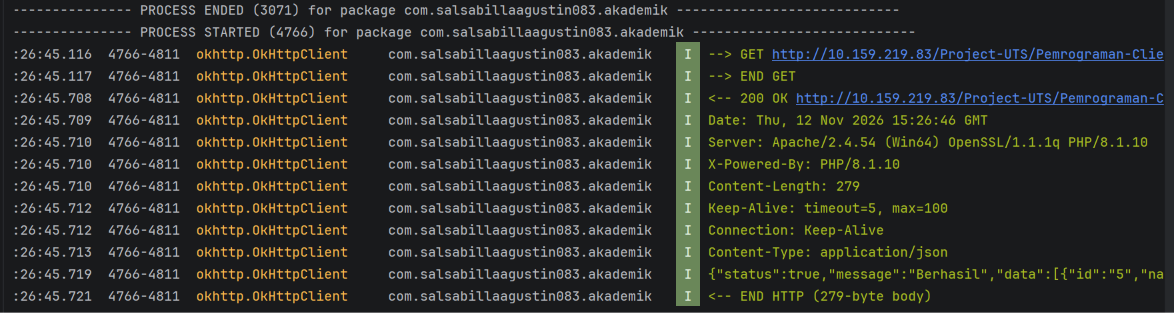 --------------- PROCESS ENDED (3071) for package com.salsabillaagustin083.akademik ----------------------------
--------------- PROCESS STARTED (4766) for package com.salsabillaagustin083.akademik ----------------------------
:26:45.116 4766-4811 okhttp.OkHttpClient com.salsabillaagustin083.akademik I --> GET http://10.159.219.83/Project-UTS/Pemrograman-Clie
:26:45.117 4766-4811 okhttp.OkHttpClient com.salsabillaagustin083.akademik I --> END GET
:26:45.708 4766-4811 okhttp.OkHttpClient com.salsabillaagustin083.akademik I <-- 200 OK http://10.159.219.83/Project-UTS/Pemrograman-C
:26:45.709 4766-4811 okhttp.OkHttpClient com.salsabillaagustin083.akademik I Date: Thu, 12 Nov 2026 15:26:46 GMT
:26:45.710 4766-4811 okhttp.OkHttpClient com.salsabillaagustin083.akademik I Server: Apache/2.4.54 (Win64) OpenSSL/1.1.1q PHP/8.1.10
:26:45.710 4766-4811 okhttp.OkHttpClient com.salsabillaagustin083.akademik I X-Powered-By: PHP/8.1.10
:26:45.710 4766-4811 okhttp.OkHttpClient com.salsabillaagustin083.akademik I Content-Length: 279
:26:45.712 4766-4811 okhttp.OkHttpClient com.salsabillaagustin083.akademik I Keep-Alive: timeout=5, max=100
:26:45.712 4766-4811 okhttp.OkHttpClient com.salsabillaagustin083.akademik I Connection: Keep-Alive
:26:45.713 4766-4811 okhttp.OkHttpClient com.salsabillaagustin083.akademik I Content-Type: application/json
:26:45.719 4766-4811 okhttp.OkHttpClient com.salsabillaagustin083.akademik I {"status":true,"message":"Berhasil","data":[{"id":"5","na
:26:45.721 4766-4811 okhttp.OkHttpClient com.salsabillaagustin083.akademik I <-- END HTTP (279-byte body)